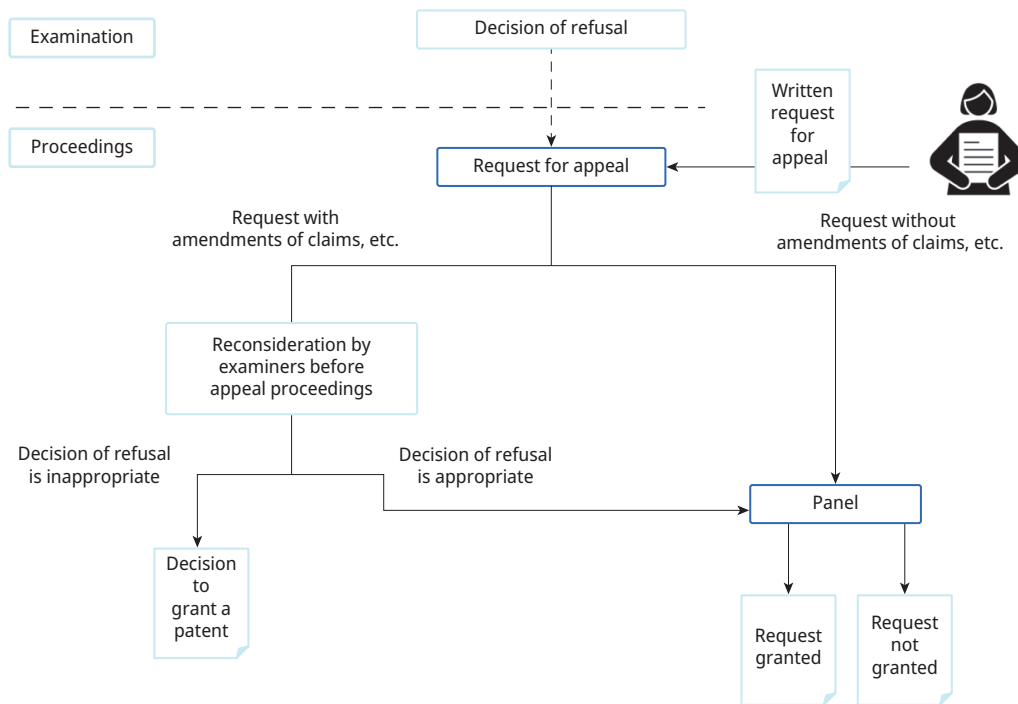 Examination
Decision of refusal
Proceedings
Written
request
for
appeal
Request for appeal
Request with
amendments of claims, etc.
Request without
amendments of claims, etc.
Reconsideration by
examiners before
appeal proceedings
Decision of refusal
is inappropriate
Decision of refusal
is appropriate
Panel
Decision
to
grant a
patent
Request
granted
Request
not
granted